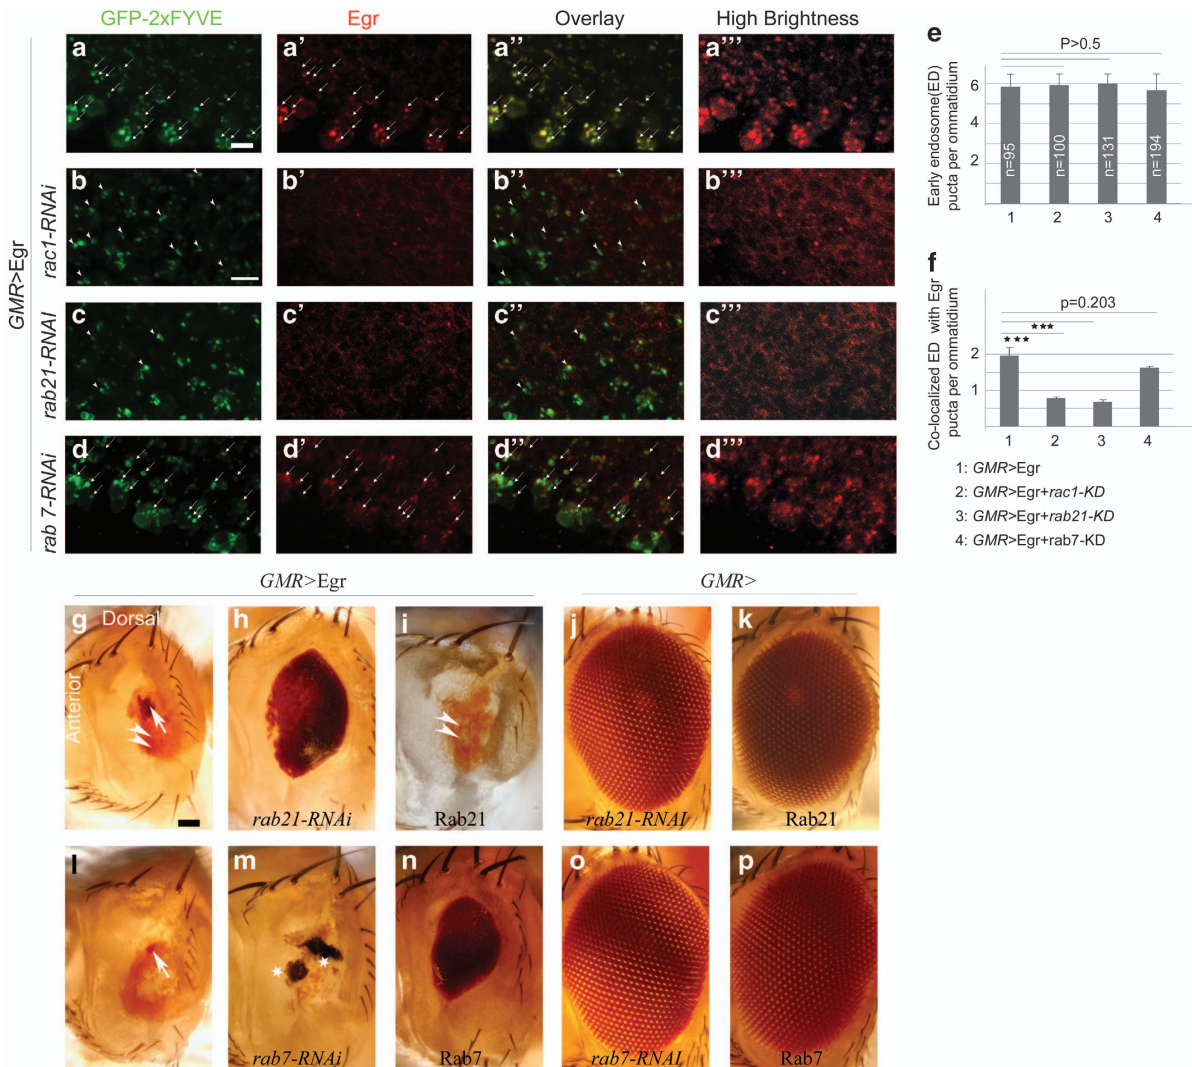 GFP-2xFYVE Egr Overlay High Brightness
GMR>Egr
a a' a'' a'''
rac1-RNAi
b b' b'' b'''
rab21-RNAI
c c' c'' c'''
rab 7-RNAi
d d' d'' d'''
e
P>0.5
Early endosome(ED)
pucta per ommatidium
6
4
2
n=95 n=100 n=131 n=194
1 2 3 4
f
Co-localized ED with Egr
pucta per ommatidium
p=0.203
★★★
★★★
2
1
1 2 3 4
1: GMR>Egr
2: GMR>Egr+rac1-KD
3: GMR>Egr+rab21-KD
4: GMR>Egr+rab7-KD
GMR>Egr GMR>
g Dorsal h i j k
Anterior
rab21-RNAi Rab21 rab21-RNAI Rab21
l m n o p
rab7-RNAi Rab7 rab7-RNAI Rab7